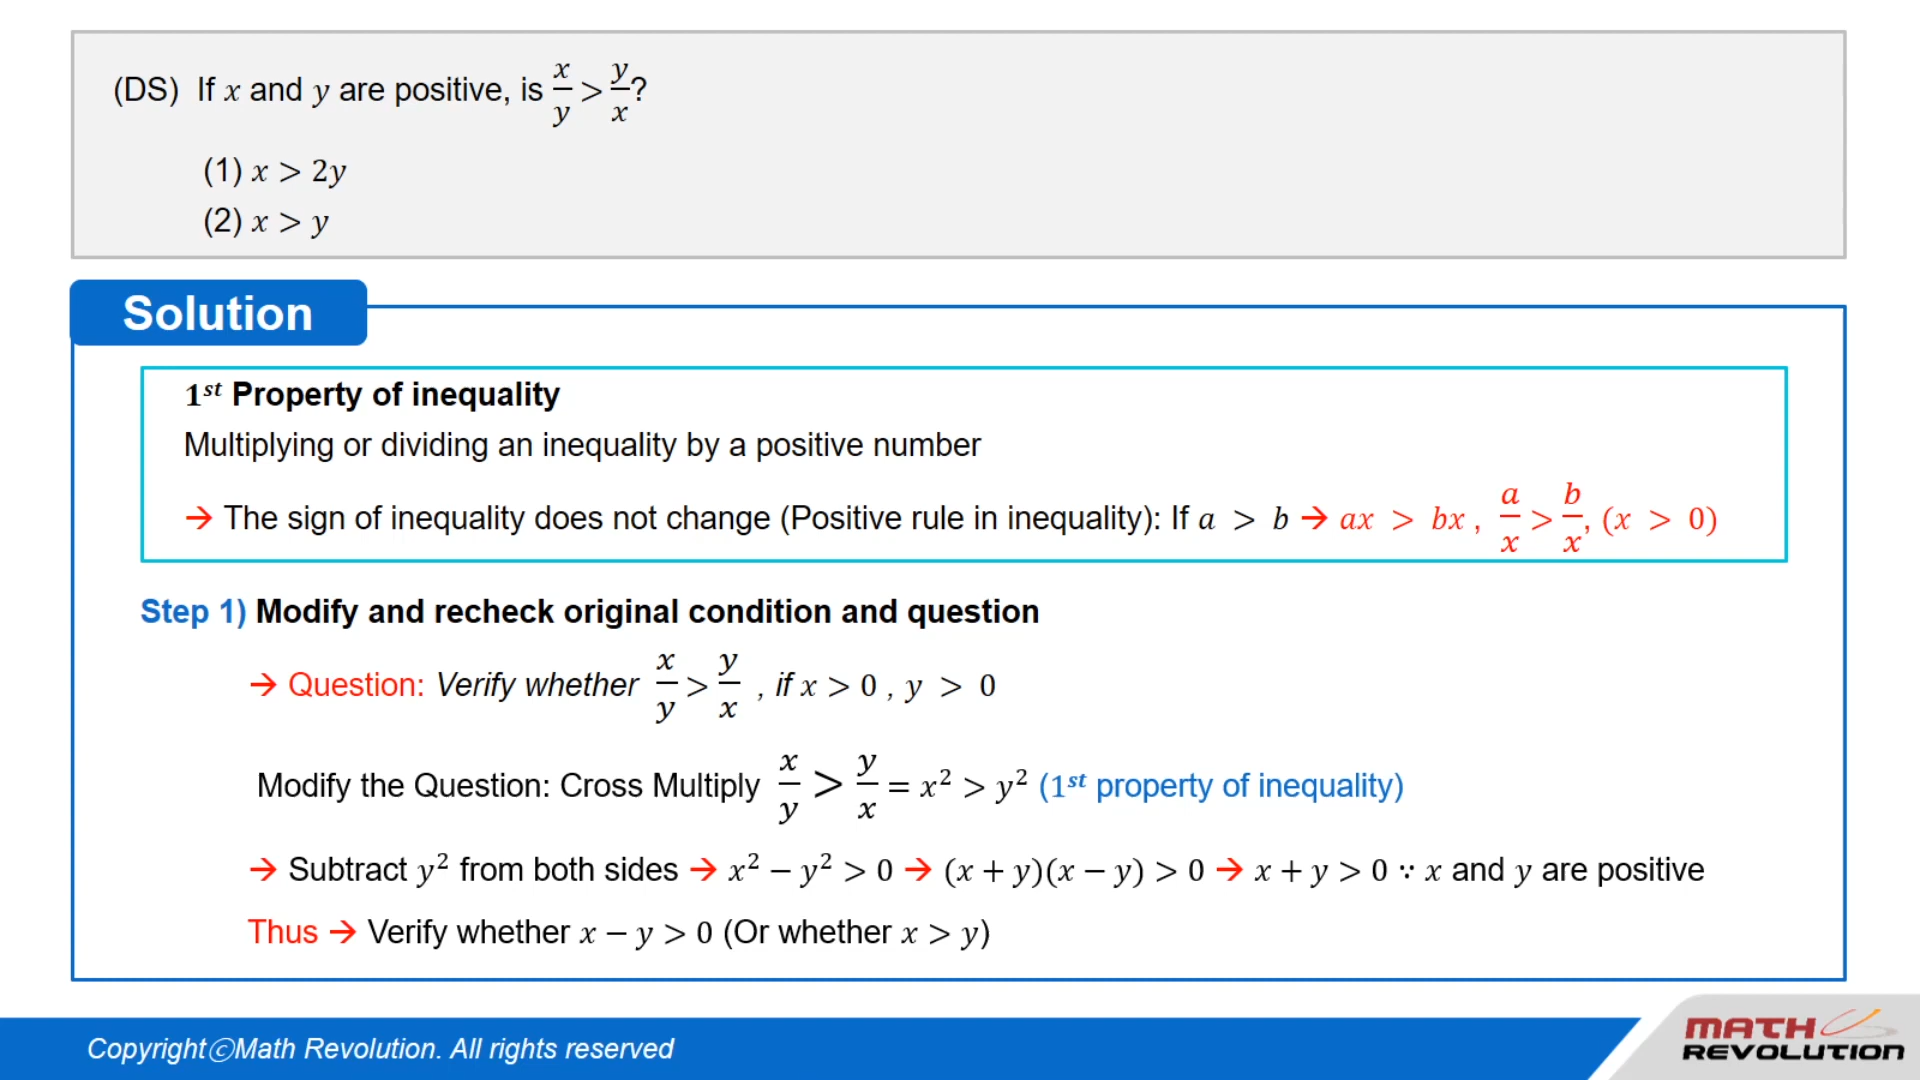 (DS) If x and y are positive, is x/y > y/x?
(1) x > 2y
(2) x > y
Solution
1st Property of inequality
Multiplying or dividing an inequality by a positive number
→ The sign of inequality does not change (Positive rule in inequality): If a > b → ax > bx , a/x > b/x, (x > 0)
Step 1) Modify and recheck original condition and question
→ Question: Verify whether x/y > y/x , if x > 0 , y > 0
Modify the Question: Cross Multiply x/y > y/x = x² > y² (1st property of inequality)
→ Subtract y² from both sides → x² − y² > 0 → (x + y)(x − y) > 0 → x + y > 0 ∵ x and y are positive
Thus → Verify whether x − y > 0 (Or whether x > y)
CopyrightⓒMath Revolution. All rights reserved
MATH
REVOLUTION